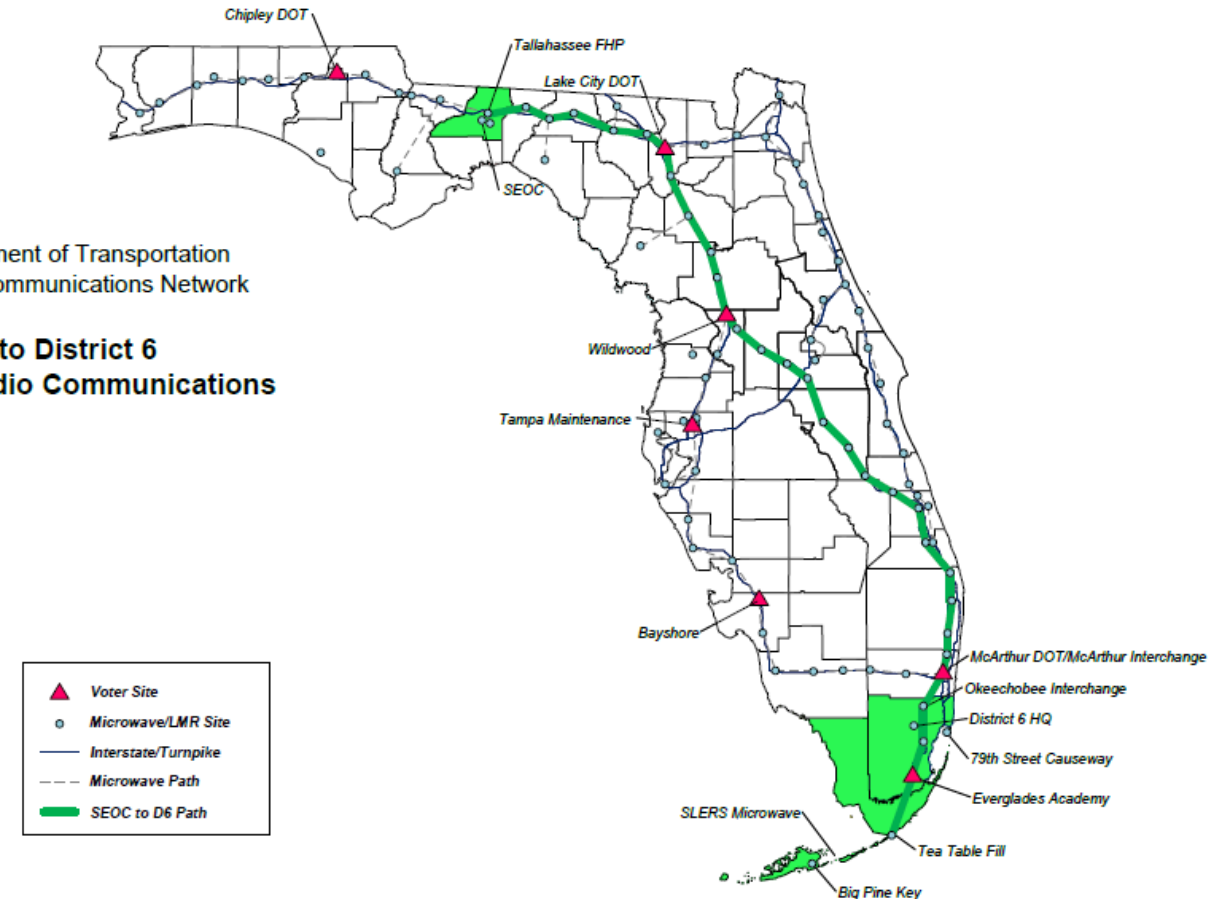 Chipley DOT
Tallahassee FHP
Lake City DOT
SEOC
ment of Transportation
ommunications Network
to District 6
dio Communications
Wildwood
Tampa Maintenance
Bayshore
McArthur DOT/McArthur Interchange
Okeechobee Interchange
District 6 HQ
79th Street Causeway
Everglades Academy
SLERS Microwave
Tea Table Fill
Big Pine Key
Voter Site
Microwave/LMR Site
Interstate/Turnpike
Microwave Path
SEOC to D6 Path